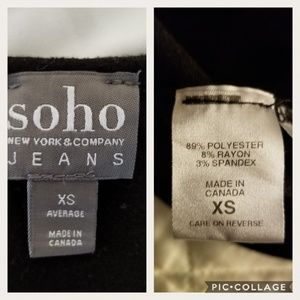 soho
NEW YORK & COMPANY
JEANS
XS
AVERAGE
MADE IN
CANADA
89% POLYESTER
8% RAYON
3% SPANDEX
MADE IN
CANADA
XS
CARE ON REVERSE
PIC•COLLAGE